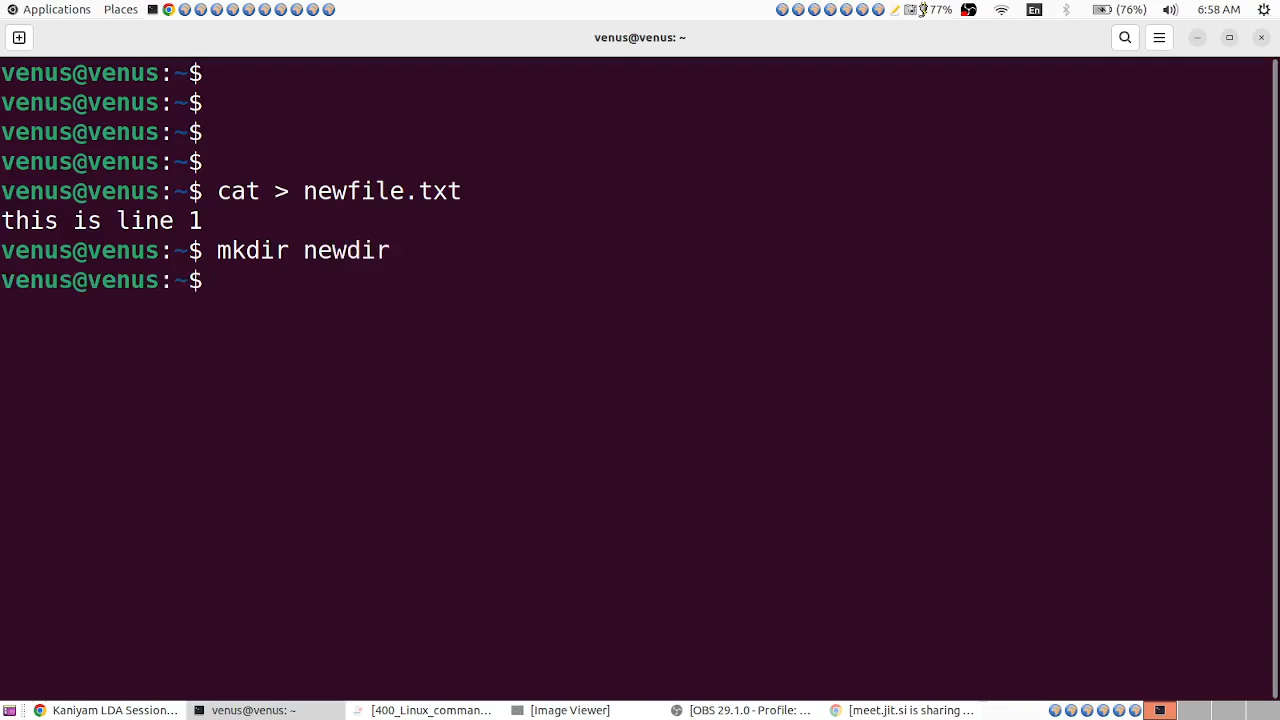 Applications Places 77% En (76%) 6:58 AM
venus@venus: ~
venus@venus:~$
venus@venus:~$
venus@venus:~$
venus@venus:~$
venus@venus:~$ cat > newfile.txt
this is line 1
venus@venus:~$ mkdir newdir
venus@venus:~$
Kaniyam LDA Session... venus@venus: ~ [400_Linux_comman... [Image Viewer] [OBS 29.1.0 - Profile: ... [meet.jit.si is sharing ...